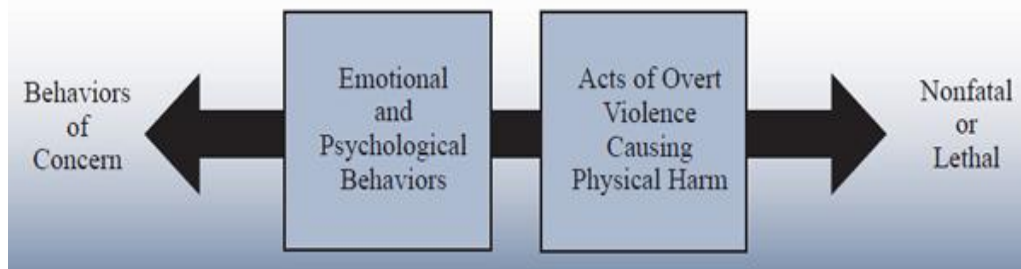 Behaviors
of
Concern
Emotional
and
Psychological
Behaviors
Acts of Overt
Violence
Causing
Physical Harm
Nonfatal
or
Lethal